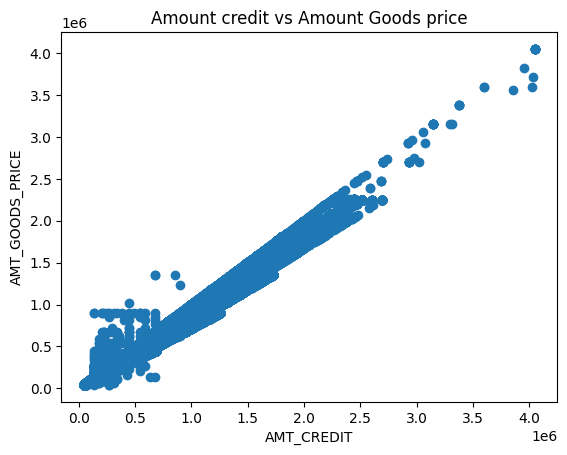 Amount credit vs Amount Goods price
1e6
4.0
3.5
3.0
2.5
2.0
1.5
1.0
0.5
0.0
AMT_GOODS_PRICE
0.0 0.5 1.0 1.5 2.0 2.5 3.0 3.5 4.0
AMT_CREDIT
1e6